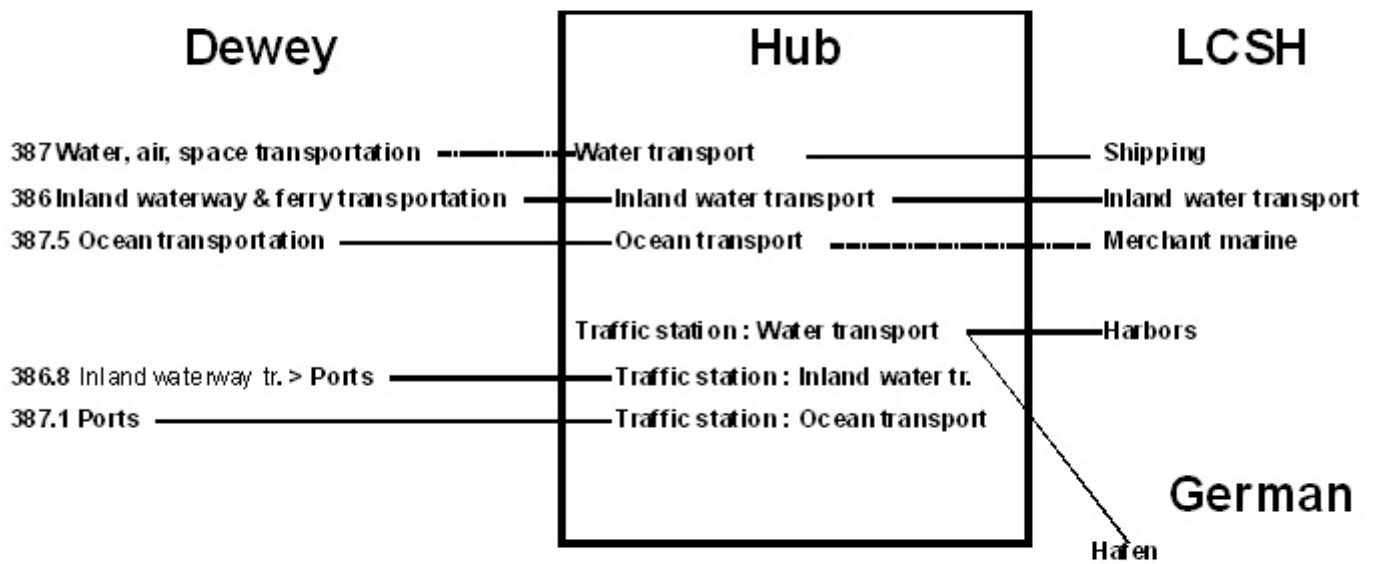 Dewey Hub LCSH
387 Water, air, space transportation Water transport Shipping
386 Inland waterway & ferry transportation Inland water transport Inland water transport
387.5 Ocean transportation Ocean transport Merchant marine
Traffic station : Water transport Harbors
386.8 Inland waterway tr. > Ports Traffic station : Inland water tr.
387.1 Ports Traffic station : Ocean transport
German
Hafen